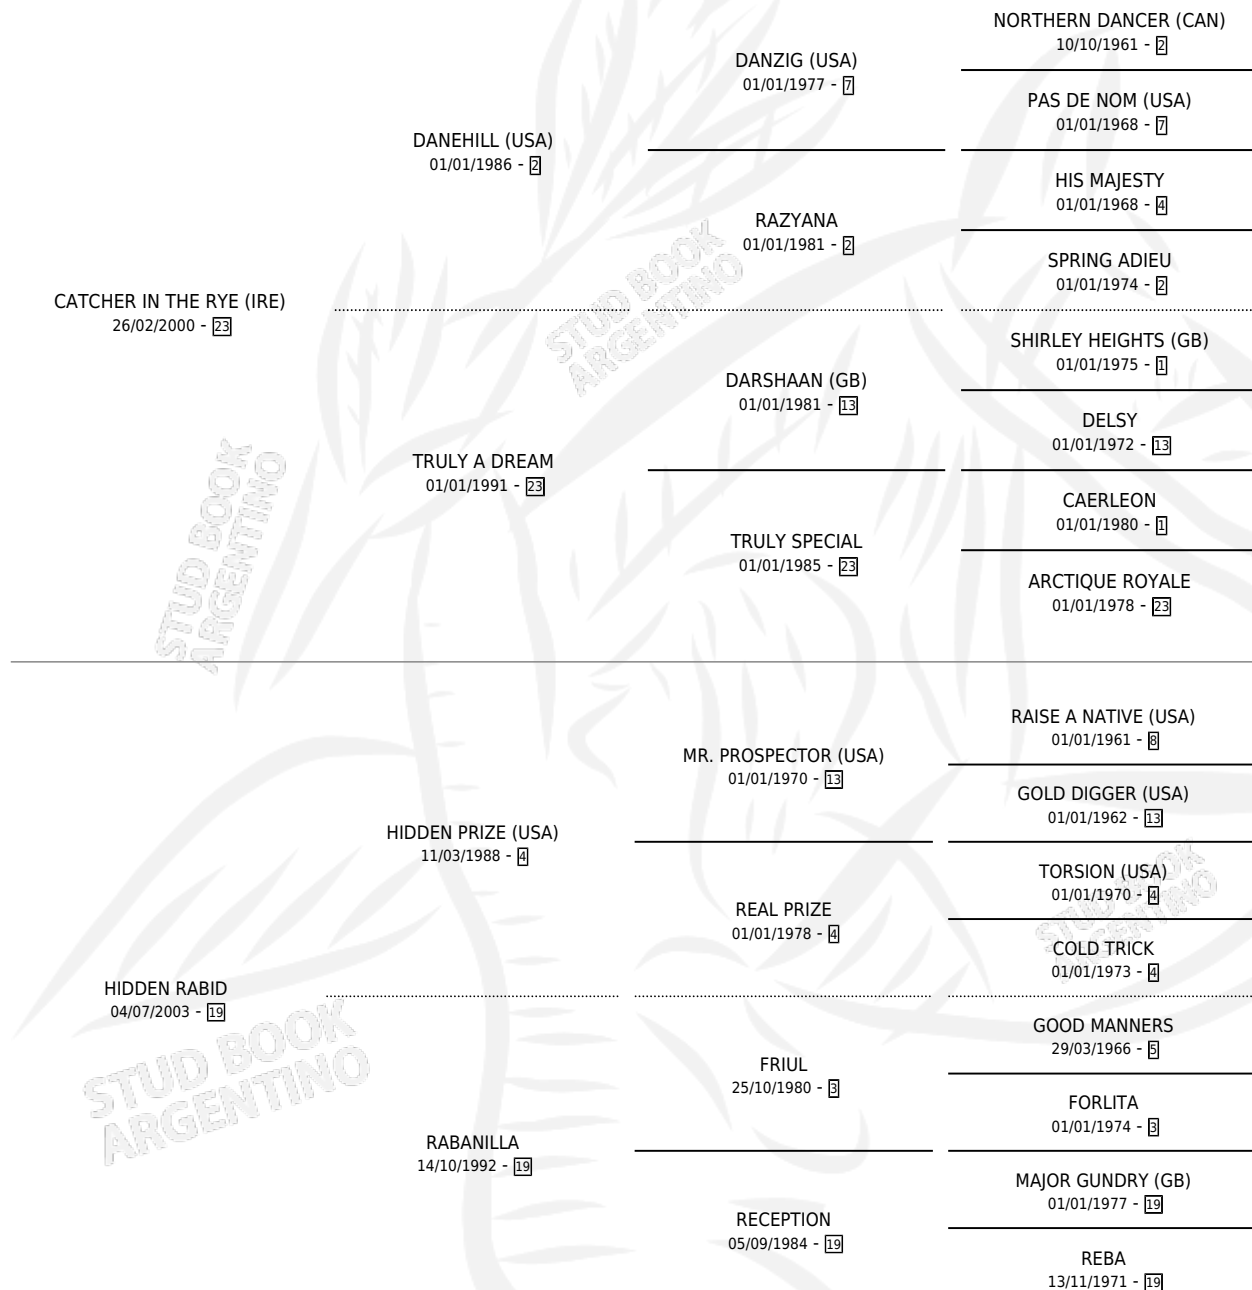 NORTHERN DANCER (CAN)
10/10/1961 - 2
DANZIG (USA)
01/01/1977 - 7
PAS DE NOM (USA)
01/01/1968 - 7
DANEHILL (USA)
01/01/1986 - 2
HIS MAJESTY
01/01/1968 - 4
RAZYANA
01/01/1981 - 2
SPRING ADIEU
01/01/1974 - 2
CATCHER IN THE RYE (IRE)
26/02/2000 - 23
SHIRLEY HEIGHTS (GB)
01/01/1975 - 1
DARSHAAN (GB)
01/01/1981 - 13
DELSY
01/01/1972 - 13
TRULY A DREAM
01/01/1991 - 23
CAERLEON
01/01/1980 - 1
TRULY SPECIAL
01/01/1985 - 23
ARCTIQUE ROYALE
01/01/1978 - 23
RAISE A NATIVE (USA)
01/01/1961 - 8
MR. PROSPECTOR (USA)
01/01/1970 - 13
GOLD DIGGER (USA)
01/01/1962 - 13
HIDDEN PRIZE (USA)
11/03/1988 - 4
TORSION (USA)
01/01/1970 - 4
REAL PRIZE
01/01/1978 - 4
COLD TRICK
01/01/1973 - 4
HIDDEN RABID
04/07/2003 - 19
GOOD MANNERS
29/03/1966 - 5
FRIUL
25/10/1980 - 3
FORLITA
01/01/1974 - 3
RABANILLA
14/10/1992 - 19
MAJOR GUNDRY (GB)
01/01/1977 - 19
RECEPTION
05/09/1984 - 19
REBA
13/11/1971 - 19
STUD BOOK
ARGENTINO
STUD BOOK
ARGENTINO
STUD BOOK
ARGENTINO
STUD BOOK
ARGENTINO